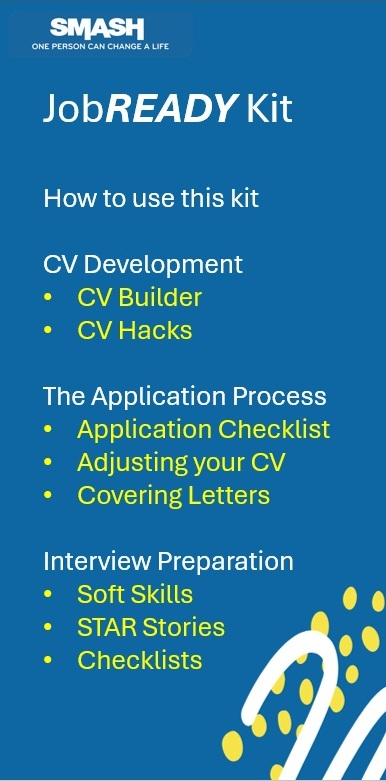 SMASH
ONE PERSON CAN CHANGE A LIFE
JobREADY Kit
How to use this kit
CV Development
• CV Builder
• CV Hacks
The Application Process
• Application Checklist
• Adjusting your CV
• Covering Letters
Interview Preparation
• Soft Skills
• STAR Stories
• Checklists